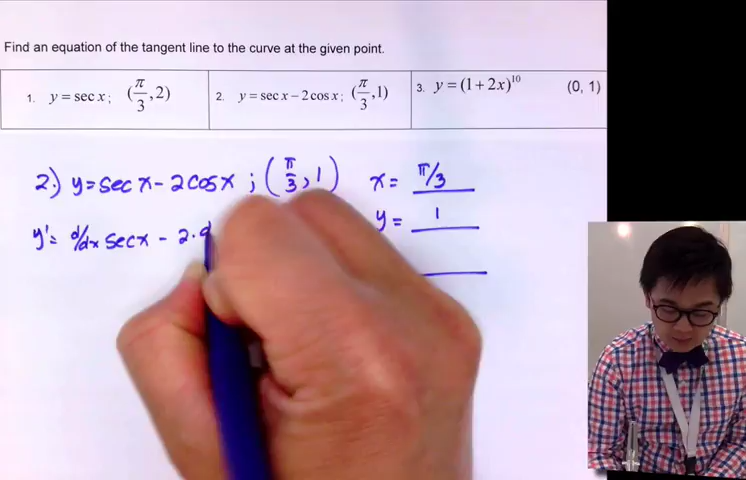 Find an equation of the tangent line to the curve at the given point.
1. y = sec x ; (π/3, 2)
2. y = sec x − 2 cos x ; (π/3, 1)
3. y = (1 + 2x)^10 (0, 1)
2.) y = sec x − 2 cos x ; (π/3, 1) x = π/3
y' = d/dx sec x − 2 · d y = 1